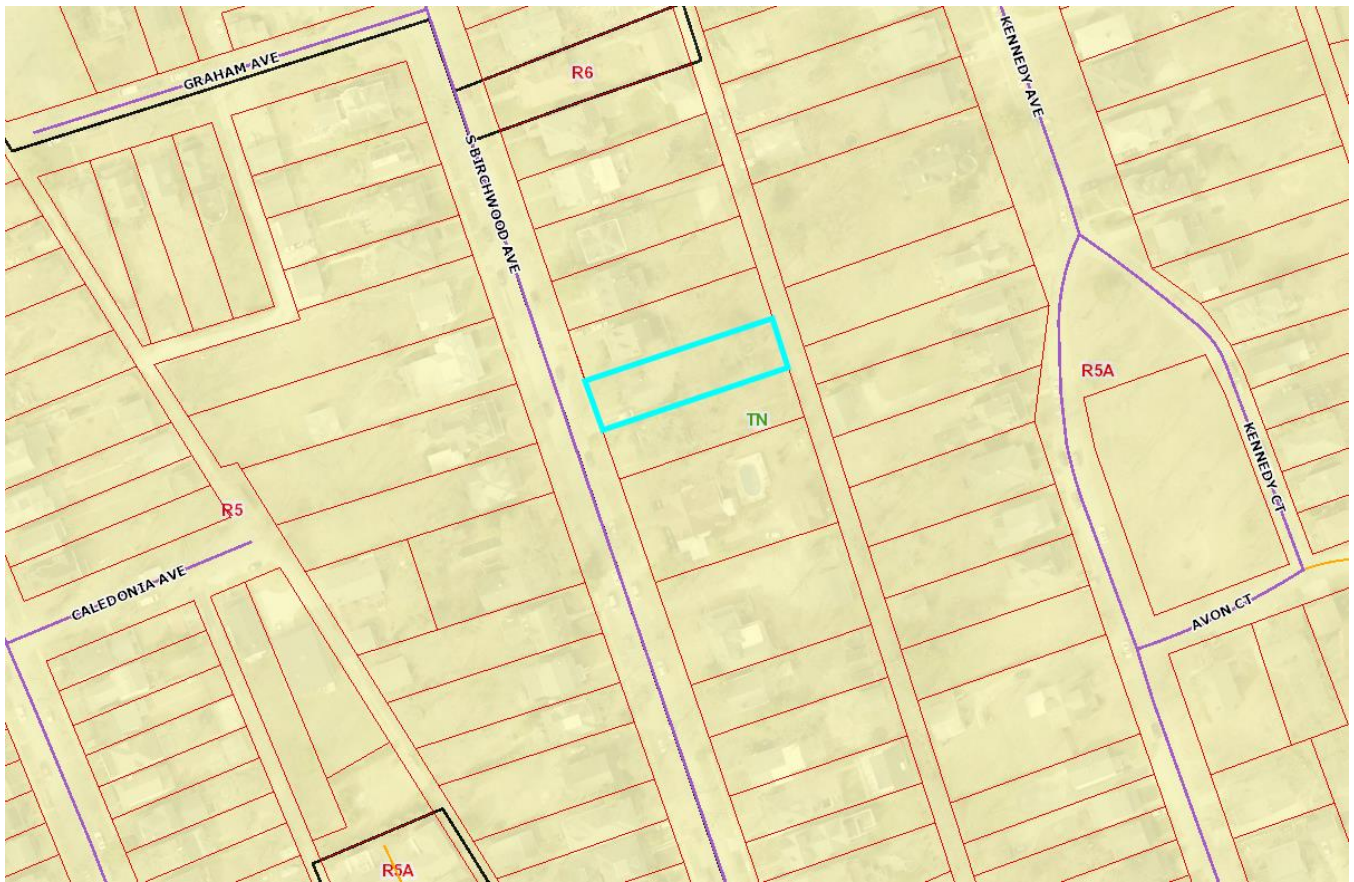 GRAHAM AVE
R6
KENNEDY AVE
S BIRCHWOOD AVE
R5A
TN
KENNEDY CT
R5
CALEDONIA AVE
AVON CT
R5A